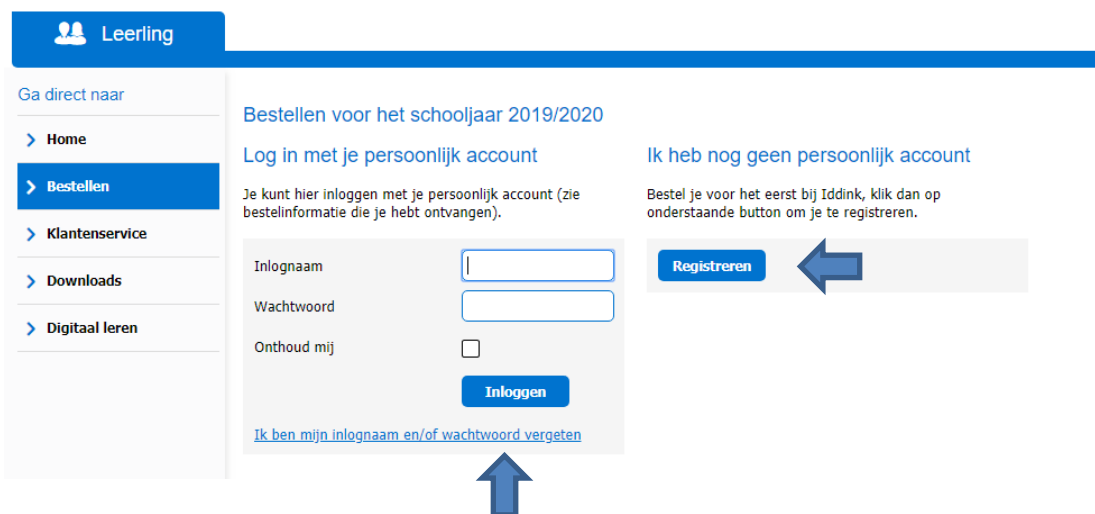 Leerling
Ga direct naar
Home
Bestellen
Klantenservice
Downloads
Digitaal leren
Bestellen voor het schooljaar 2019/2020
Log in met je persoonlijk account
Je kunt hier inloggen met je persoonlijk account (zie
bestelinformatie die je hebt ontvangen).
Inlognaam
Wachtwoord
Onthoud mij
Inloggen
Ik ben mijn inlognaam en/of wachtwoord vergeten
Ik heb nog geen persoonlijk account
Bestel je voor het eerst bij Iddink, klik dan op
onderstaande button om je te registreren.
Registreren